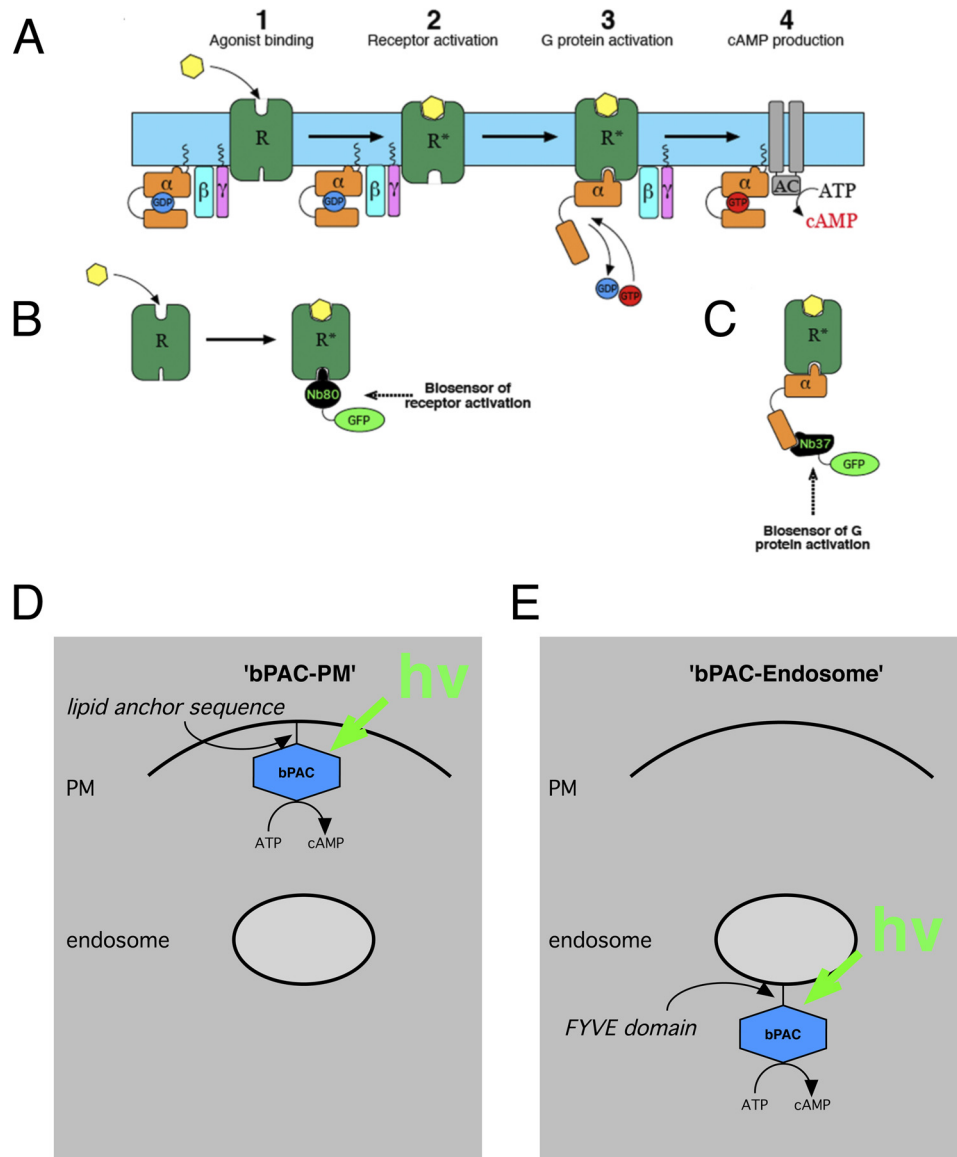 A
1
Agonist binding
2
Receptor activation
3
G protein activation
4
cAMP production
R
R*
R*
α
GDP
β
γ
α
GDP
β
γ
α
β
γ
GDP
GTP
α
GTP
AC
ATP
cAMP
B
R
R*
Nb80
GFP
Biosensor of
receptor activation
C
R*
α
Nb37
GFP
Biosensor of G
protein activation
D
'bPAC-PM'
hv
lipid anchor sequence
PM
bPAC
ATP
cAMP
endosome
E
'bPAC-Endosome'
PM
endosome
hv
FYVE domain
bPAC
ATP
cAMP